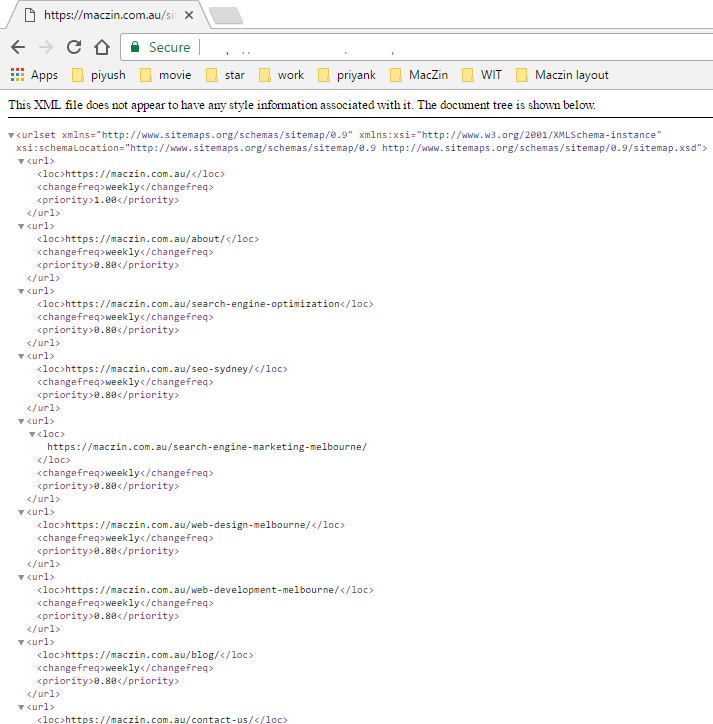 https://maczin.com.au/si
Secure
Apps piyush movie star work priyank MacZin WIT Maczin layout
This XML file does not appear to have any style information associated with it. The document tree is shown below.
<urlset xmlns="http://www.sitemaps.org/schemas/sitemap/0.9" xmlns:xsi="http://www.w3.org/2001/XMLSchema-instance"
xsi:schemaLocation="http://www.sitemaps.org/schemas/sitemap/0.9 http://www.sitemaps.org/schemas/sitemap/0.9/sitemap.xsd">
<url>
<loc>https://maczin.com.au/</loc>
<changefreq>weekly</changefreq>
<priority>1.00</priority>
</url>
<url>
<loc>https://maczin.com.au/about/</loc>
<changefreq>weekly</changefreq>
<priority>0.80</priority>
</url>
<url>
<loc>https://maczin.com.au/search-engine-optimization</loc>
<changefreq>weekly</changefreq>
<priority>0.80</priority>
</url>
<url>
<loc>https://maczin.com.au/seo-sydney/</loc>
<changefreq>weekly</changefreq>
<priority>0.80</priority>
</url>
<url>
<loc>
https://maczin.com.au/search-engine-marketing-melbourne/
</loc>
<changefreq>weekly</changefreq>
<priority>0.80</priority>
</url>
<url>
<loc>https://maczin.com.au/web-design-melbourne/</loc>
<changefreq>weekly</changefreq>
<priority>0.80</priority>
</url>
<url>
<loc>https://maczin.com.au/web-development-melbourne/</loc>
<changefreq>weekly</changefreq>
<priority>0.80</priority>
</url>
<url>
<loc>https://maczin.com.au/blog/</loc>
<changefreq>weekly</changefreq>
<priority>0.80</priority>
</url>
<url>
<loc>https://maczin.com.au/contact-us/</loc>